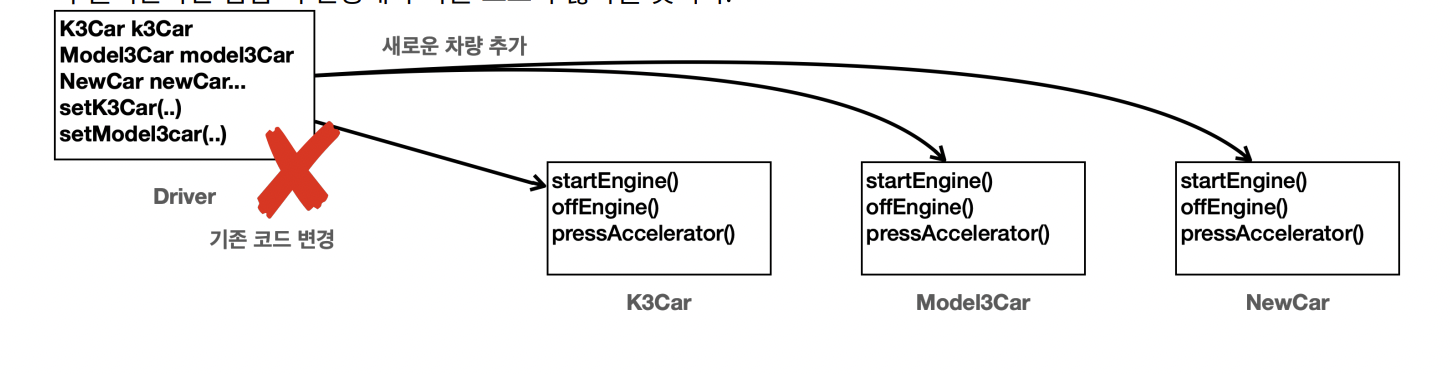 K3Car k3Car
Model3Car model3Car
NewCar newCar...
setK3Car(..)
setModel3car(..)
새로운 차량 추가
Driver
기존 코드 변경
startEngine()
offEngine()
pressAccelerator()
K3Car
startEngine()
offEngine()
pressAccelerator()
Model3Car
startEngine()
offEngine()
pressAccelerator()
NewCar